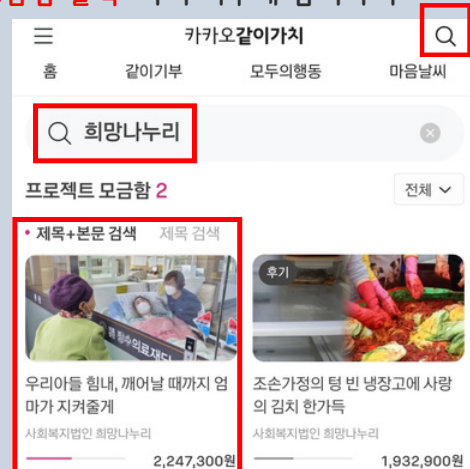 카카오같이가치
홈 같이기부 모두의행동 마음날씨
희망나누리
프로젝트 모금함 2 전체
• 제목+본문 검색 제목 검색
후기
우리아들 힘내, 깨어날 때까지 엄마가 지켜줄게
사회복지법인 희망나누리
2,247,300원
조손가정의 텅 빈 냉장고에 사랑의 김치 한가득
사회복지법인 희망나누리
1,932,900원